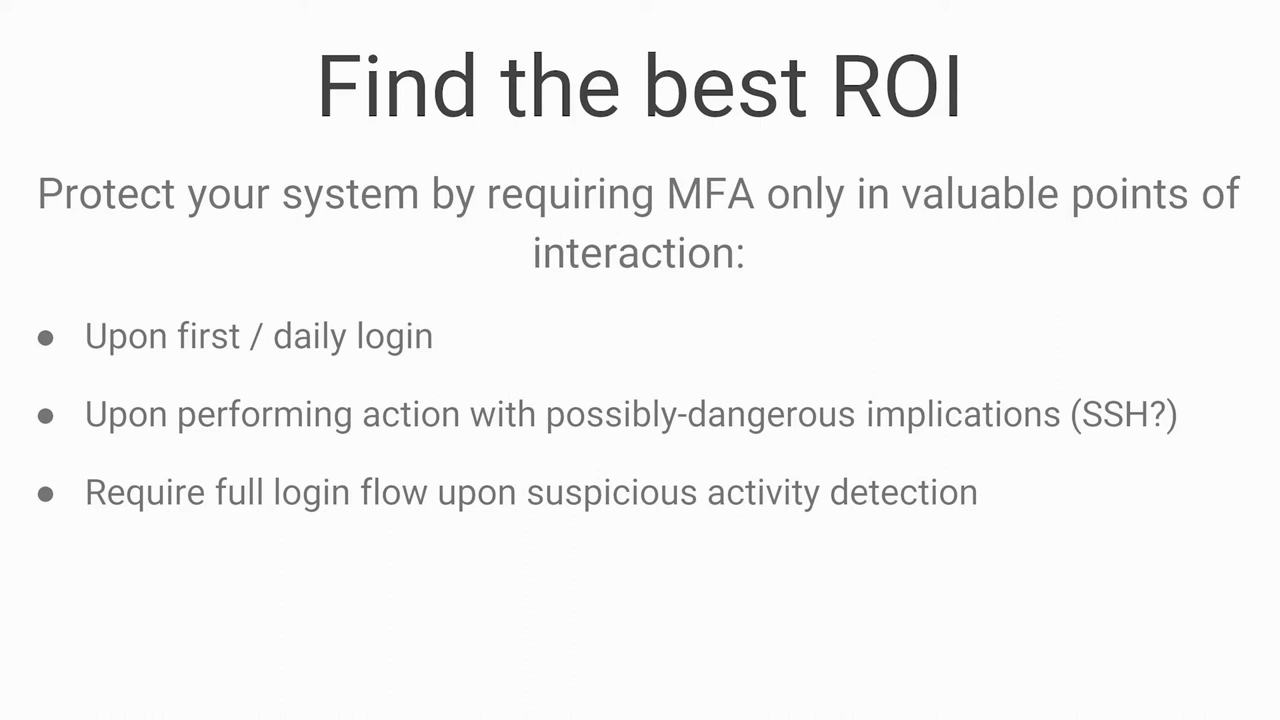 Find the best ROI
Protect your system by requiring MFA only in valuable points of
interaction:
● Upon first / daily login
● Upon performing action with possibly-dangerous implications (SSH?)
● Require full login flow upon suspicious activity detection